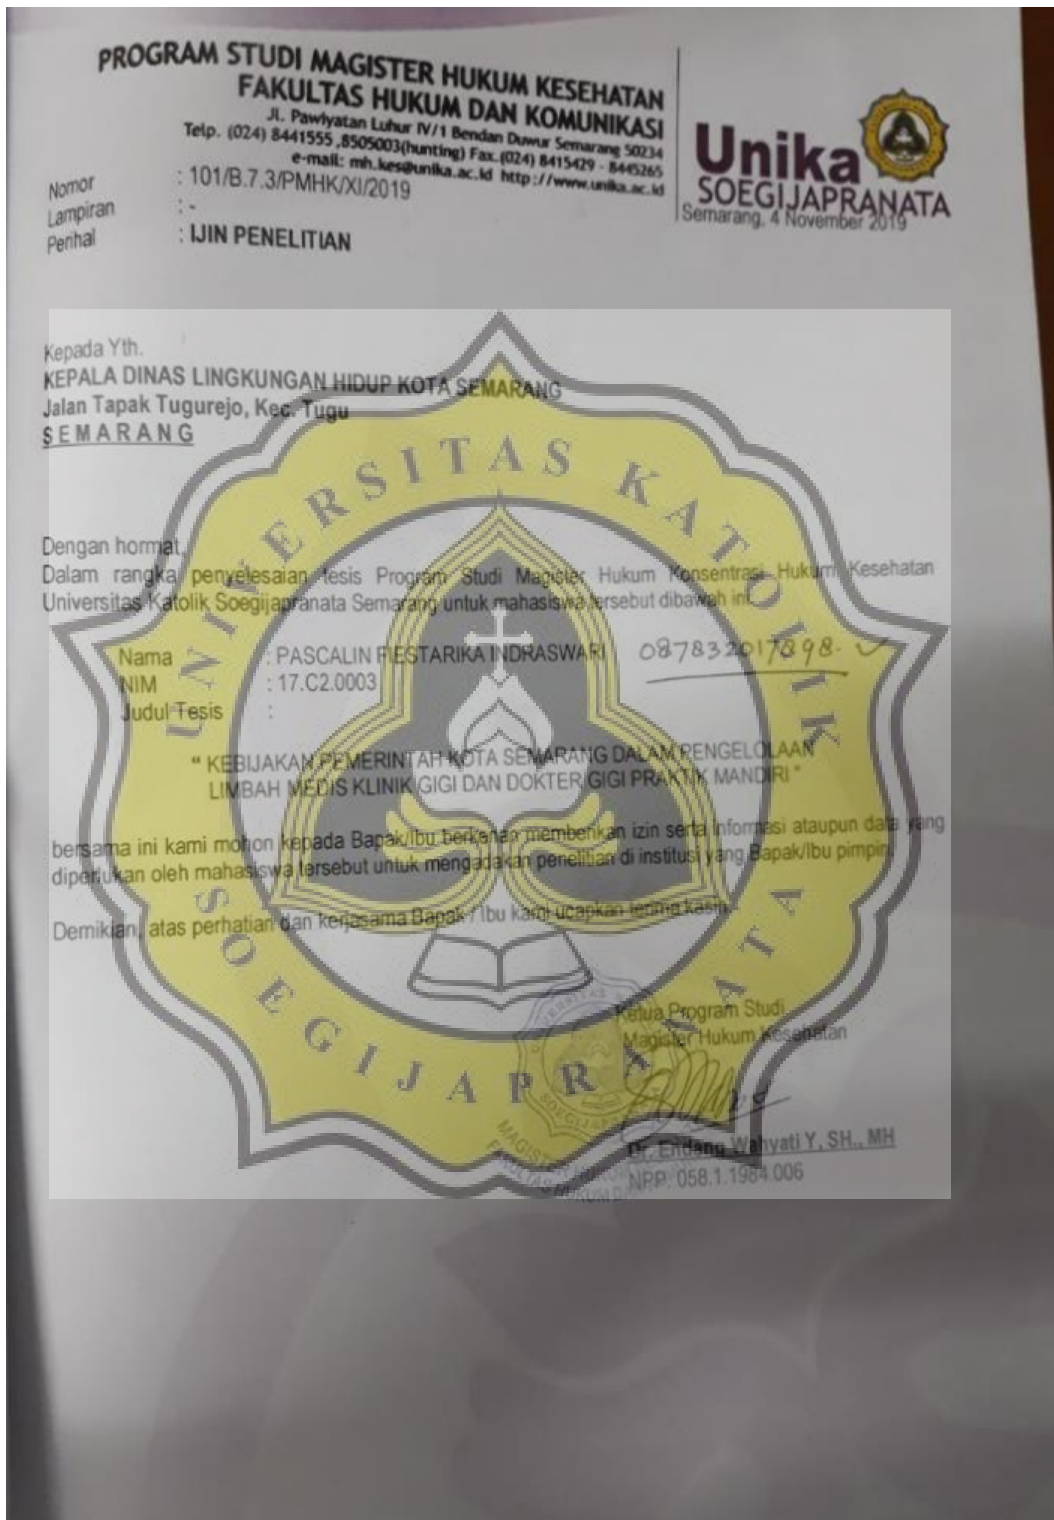 PROGRAM STUDI MAGISTER HUKUM KESEHATAN
FAKULTAS HUKUM DAN KOMUNIKASI
Jl. Pawiyatan Luhur IV/1 Bendan Duwur Semarang 50234
Telp. (024) 8441555 ,8505003(hunting) Fax.(024) 8415429 - 8445265
e-mail: mh.kes@unika.ac.id http://www.unika.ac.id
Unika
SOEGIJAPRANATA
Semarang, 4 November 2019
Nomor : 101/B.7.3/PMHK/XI/2019
Lampiran : -
Perihal : IJIN PENELITIAN
Kepada Yth.
KEPALA DINAS LINGKUNGAN HIDUP KOTA SEMARANG
Jalan Tapak Tugurejo, Kec. Tugu
SEMARANG
Dengan hormat,
Dalam rangka penyelesaian tesis Program Studi Magister Hukum Konsentrasi Hukum Kesehatan
Universitas Katolik Soegijapranata Semarang untuk mahasiswa tersebut dibawah ini:
Nama : PASCALIN FIESTARIKA INDRASWARI 087832017898.
NIM : 17.C2.0003
Judul Tesis :
" KEBIJAKAN PEMERINTAH KOTA SEMARANG DALAM PENGELOLAAN
LIMBAH MEDIS KLINIK GIGI DAN DOKTER GIGI PRAKTIK MANDIRI "
bersama ini kami mohon kepada Bapak/Ibu berkenan memberikan izin serta informasi ataupun data yang
diperlukan oleh mahasiswa tersebut untuk mengadakan penelitian di institusi yang Bapak/Ibu pimpin.
Demikian, atas perhatian dan kerjasama Bapak / Ibu kami ucapkan terima kasih.
Ketua Program Studi
Magister Hukum Kesehatan
Dr. Endang Wahyati Y, SH., MH
NPP: 058.1.1984.006
UNIVERSITAS KATOLIK
SOEGIJAPRANATA